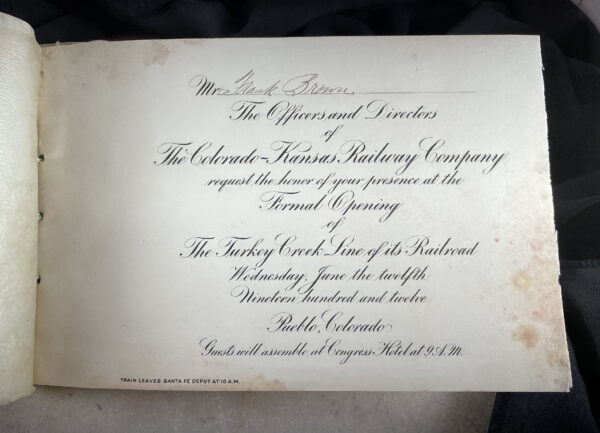 Mr. Frank Brown.
The Officers and Directors
of
The Colorado-Kansas Railway Company
request the honor of your presence at the
Formal Opening
of
The Turkey Creek Line of its Railroad
Wednesday, June the twelfth,
Nineteen hundred and twelve
Pueblo, Colorado
Guests will assemble at Congress Hotel at 9 A.M.
TRAIN LEAVES SANTA FE DEPOT AT 10 A.M.